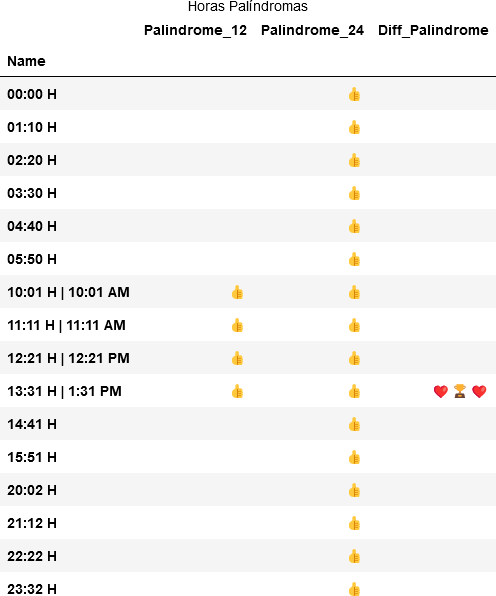 Horas Palíndromas
Palindrome_12 Palindrome_24 Diff_Palindrome
Name
00:00 H 👍
01:10 H 👍
02:20 H 👍
03:30 H 👍
04:40 H 👍
05:50 H 👍
10:01 H | 10:01 AM 👍 👍
11:11 H | 11:11 AM 👍 👍
12:21 H | 12:21 PM 👍 👍
13:31 H | 1:31 PM 👍 👍 ❤️ 🏆 ❤️
14:41 H 👍
15:51 H 👍
20:02 H 👍
21:12 H 👍
22:22 H 👍
23:32 H 👍